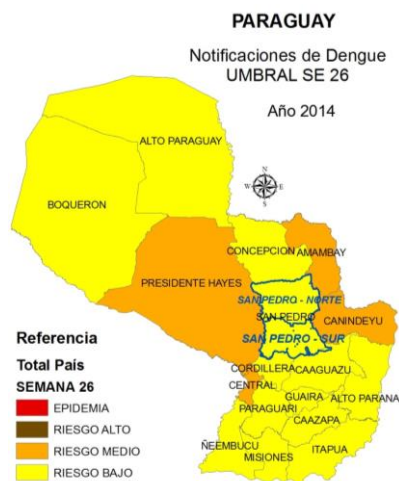 PARAGUAY
Notificaciones de Dengue
UMBRAL SE 26
Año 2014
ALTO PARAGUAY
BOQUERON
N
W E
S
CONCEPCION
AMAMBAY
PRESIDENTE HAYES
SAN PEDRO - NORTE
SAN PEDRO
CANINDEYU
SAN PEDRO - SUR
CORDILLERA
CAAGUAZU
CENTRAL
GUAIRA
ALTO PARANA
PARAGUARI
CAAZAPA
ÑEEMBUCU
ITAPUA
MISIONES
Referencia
Total País
SEMANA 26
EPIDEMIA
RIESGO ALTO
RIESGO MEDIO
RIESGO BAJO